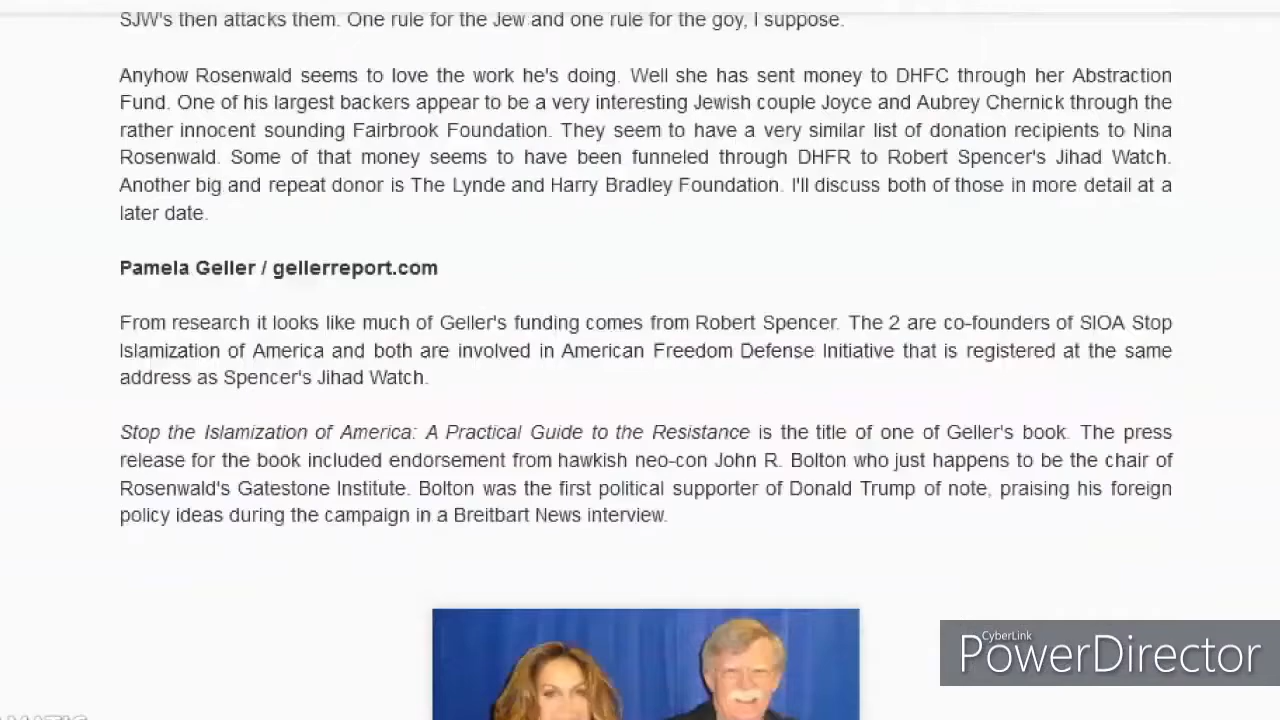 SJW's then attacks them. One rule for the Jew and one rule for the goy, I suppose.
Anyhow Rosenwald seems to love the work he's doing. Well she has sent money to DHFC through her Abstraction
Fund. One of his largest backers appear to be a very interesting Jewish couple Joyce and Aubrey Chernick through the
rather innocent sounding Fairbrook Foundation. They seem to have a very similar list of donation recipients to Nina
Rosenwald. Some of that money seems to have been funneled through DHFR to Robert Spencer's Jihad Watch.
Another big and repeat donor is The Lynde and Harry Bradley Foundation. I'll discuss both of those in more detail at a
later date.
Pamela Geller / gellerreport.com
From research it looks like much of Geller's funding comes from Robert Spencer. The 2 are co-founders of SIOA Stop
Islamization of America and both are involved in American Freedom Defense Initiative that is registered at the same
address as Spencer's Jihad Watch.
Stop the Islamization of America: A Practical Guide to the Resistance is the title of one of Geller's book. The press
release for the book included endorsement from hawkish neo-con John R. Bolton who just happens to be the chair of
Rosenwald's Gatestone Institute. Bolton was the first political supporter of Donald Trump of note, praising his foreign
policy ideas during the campaign in a Breitbart News interview.
CyberLink
PowerDirector